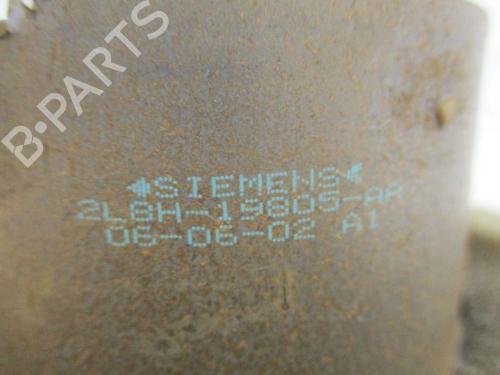 B-PARTS
SIEMENS
2L8H-19805-AA
06-06-02 A1